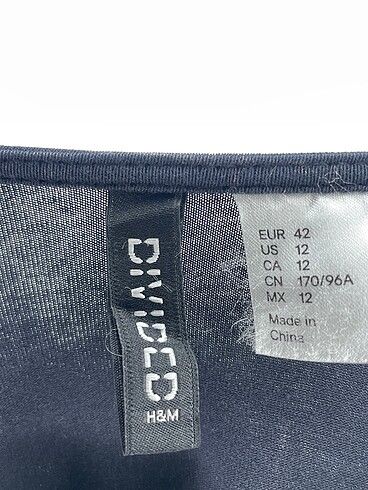 DIVIDED
H&M
EUR 42
US 12
CA 12
CN 170/96A
MX 12
Made in
China